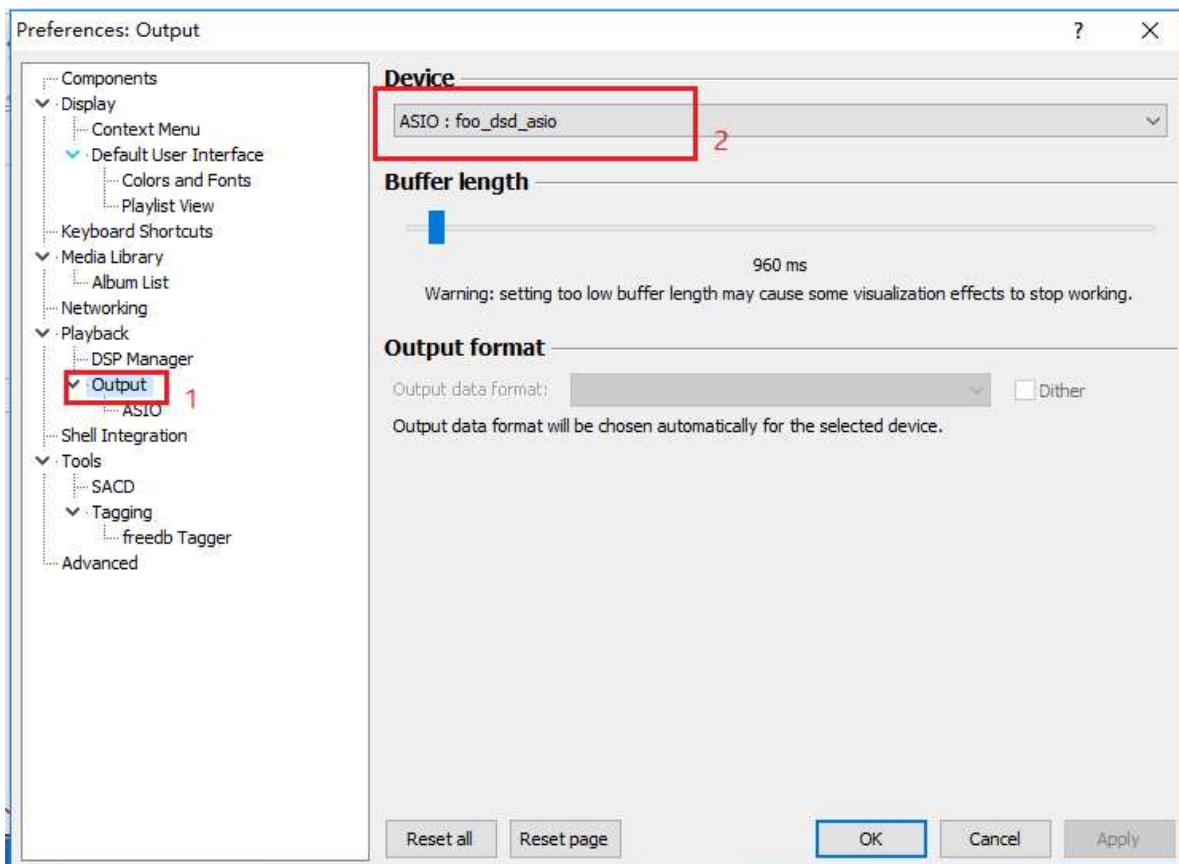 Preferences: Output
?
Components
Display
Context Menu
Default User Interface
Colors and Fonts
Playlist View
Keyboard Shortcuts
Media Library
Album List
Networking
Playback
DSP Manager
Output
1
ASIO
Shell Integration
Tools
SACD
Tagging
freedb Tagger
Advanced
Device
ASIO : foo_dsd_asio
2
Buffer length
960 ms
Warning: setting too low buffer length may cause some visualization effects to stop working.
Output format
Output data format: Dither
Output data format will be chosen automatically for the selected device.
Reset all Reset page OK Cancel Apply